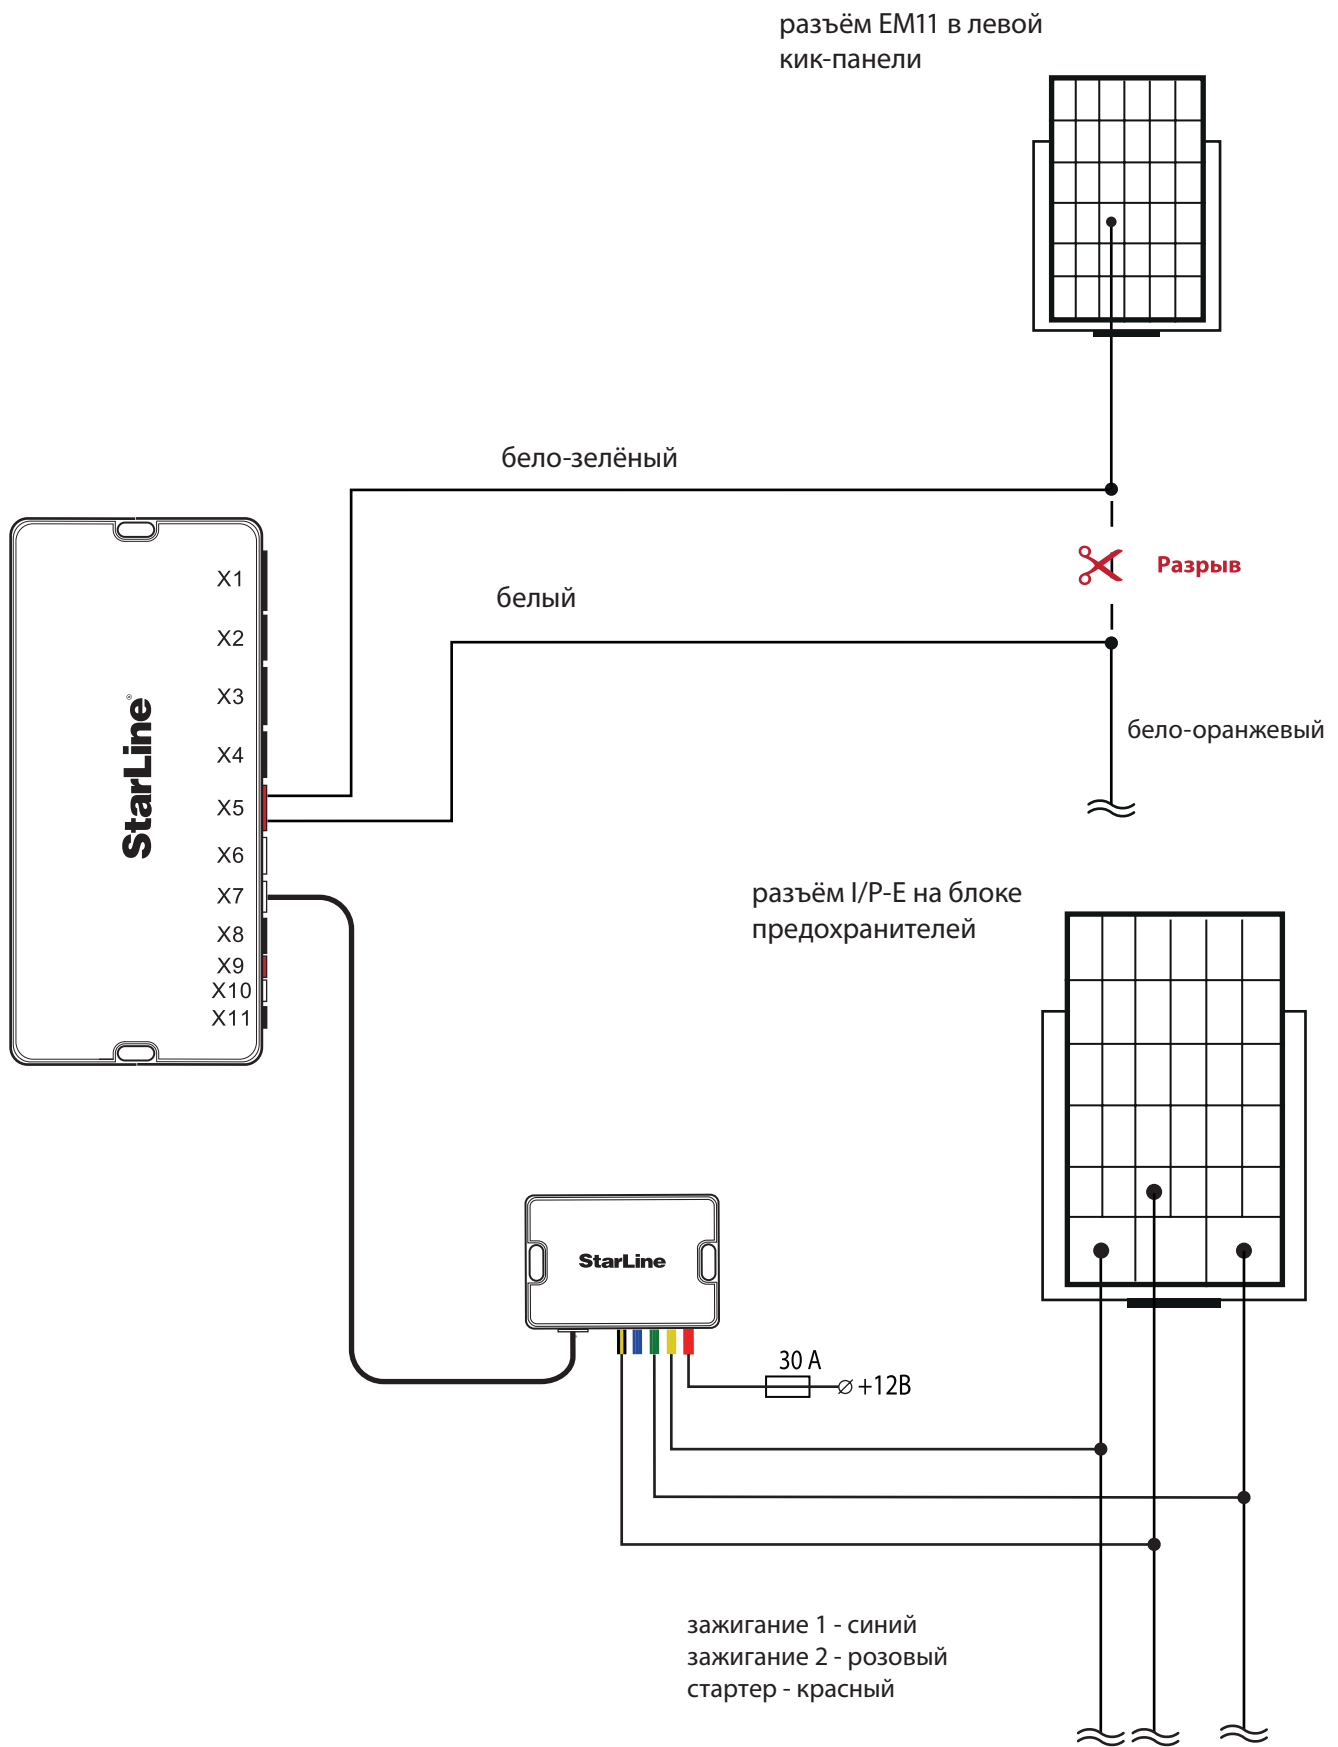 разъём EM11 в левой
кик-панели
бело-зелёный
Разрыв
белый
бело-оранжевый
X1
X2
X3
X4
X5
X6
X7
X8
X9
X10
X11
StarLine®
разъём I/P-E на блоке
предохранителей
StarLine
30 А
+12В
зажигание 1 - синий
зажигание 2 - розовый
стартер - красный